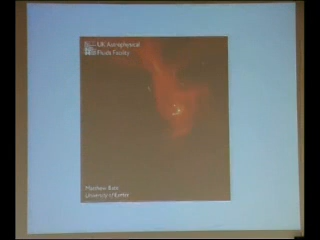 UK Astrophysical
Fluids Facility
Matthew Bate
University of Exeter